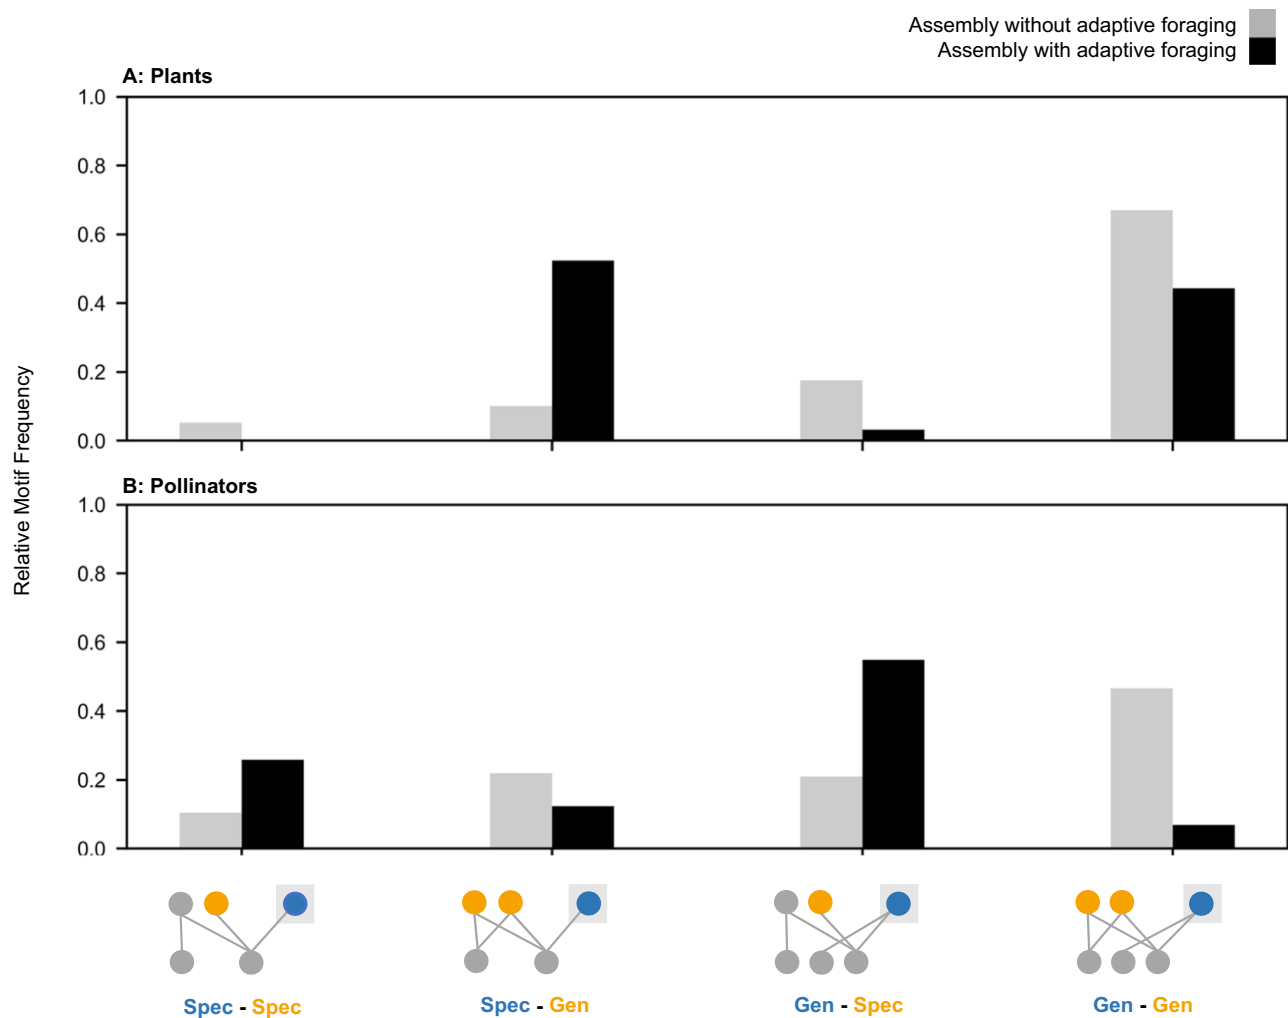 Assembly without adaptive foraging
Assembly with adaptive foraging
A: Plants
1.0
0.8
0.6
0.4
0.2
0.0
Relative Motif Frequency
B: Pollinators
1.0
0.8
0.6
0.4
0.2
0.0
Spec - Spec
Spec - Gen
Gen - Spec
Gen - Gen